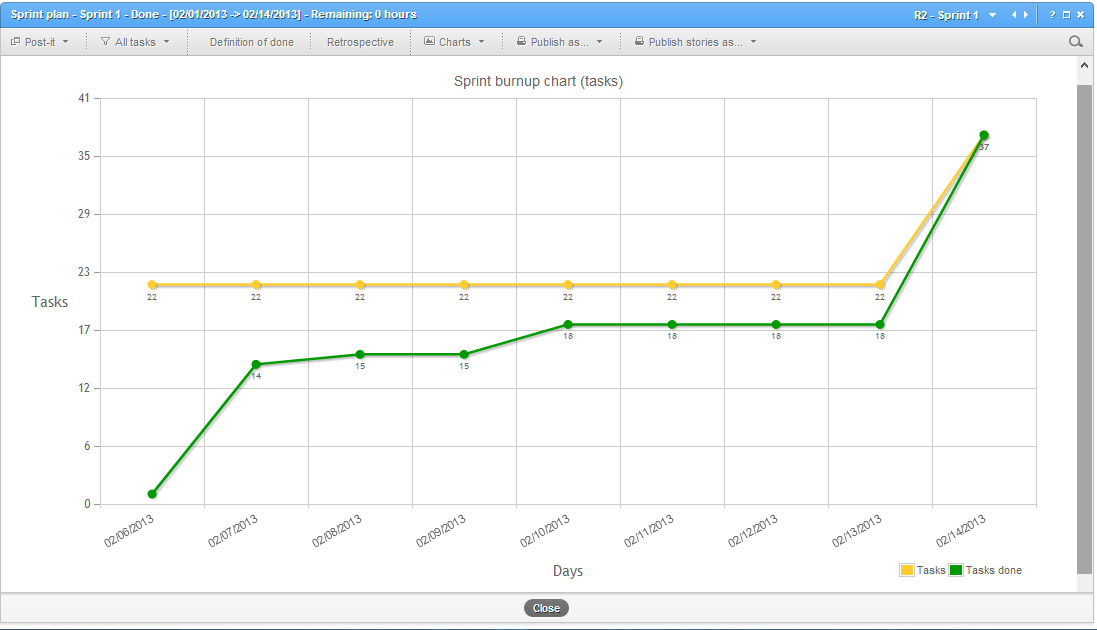 Sprint plan - Sprint 1 - Done - [02/01/2013 -> 02/14/2013] - Remaining: 0 hours
R2 - Sprint 1
?
Post-it
All tasks
Definition of done
Retrospective
Charts
Publish as...
Publish stories as...
Sprint burnup chart (tasks)
41
35
29
23
17
12
6
0
Tasks
37
22 22 22 22 22 22 22 22
18 18 18 18
14 15 15
02/06/2013 02/07/2013 02/08/2013 02/09/2013 02/10/2013 02/11/2013 02/12/2013 02/13/2013 02/14/2013
Days
Tasks Tasks done
Close